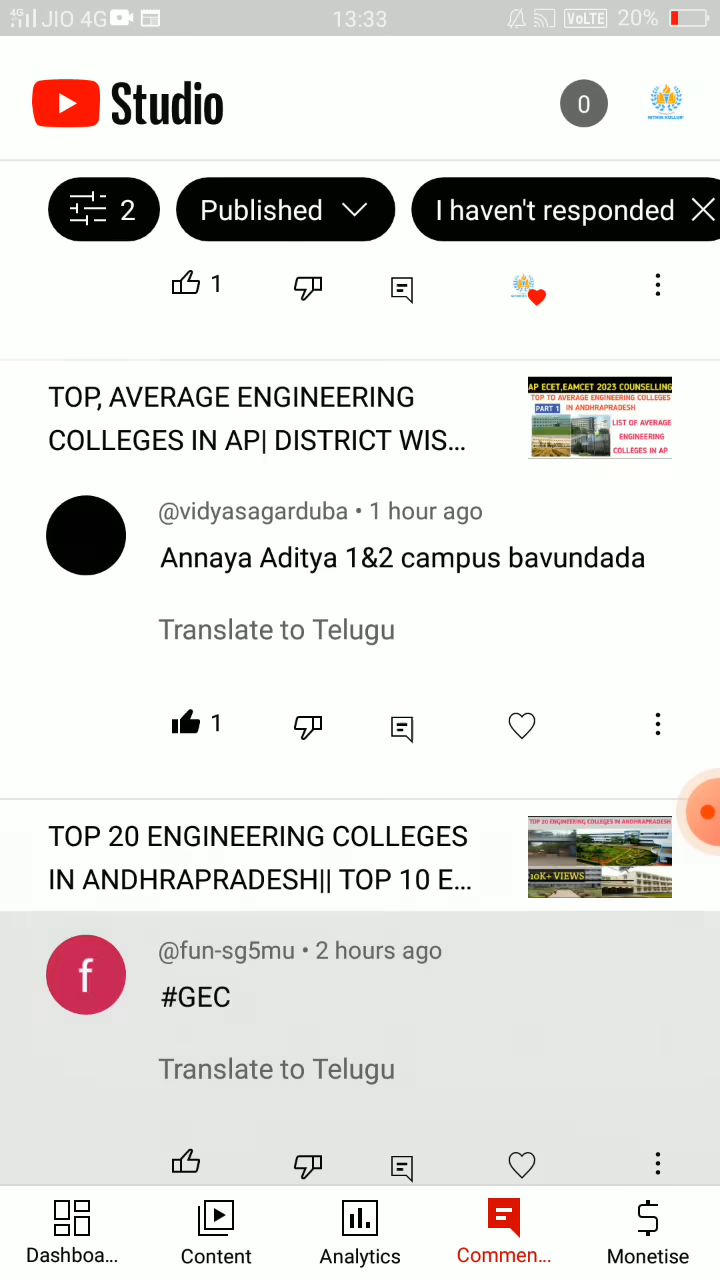 4G JIO 4G 13:33 VoLTE 20%
Studio
0
2 Published I haven't responded
1
TOP, AVERAGE ENGINEERING
COLLEGES IN AP| DISTRICT WIS...
AP ECET,EAMCET 2023 COUNSELLING
TOP TO AVERAGE ENGINEERING COLLEGES
PART 1 IN ANDHRAPRADESH
LIST OF AVERAGE
ENGINEERING
COLLEGES IN AP
@vidyasagarduba • 1 hour ago
Annaya Aditya 1&2 campus bavundada
Translate to Telugu
1
TOP 20 ENGINEERING COLLEGES
IN ANDHRAPRADESH|| TOP 10 E...
TOP 20 ENGINEERING COLLEGES IN ANDHRAPRADESH
10K+ VIEWS
f
@fun-sg5mu • 2 hours ago
#GEC
Translate to Telugu
Dashboa... Content Analytics Commen... Monetise